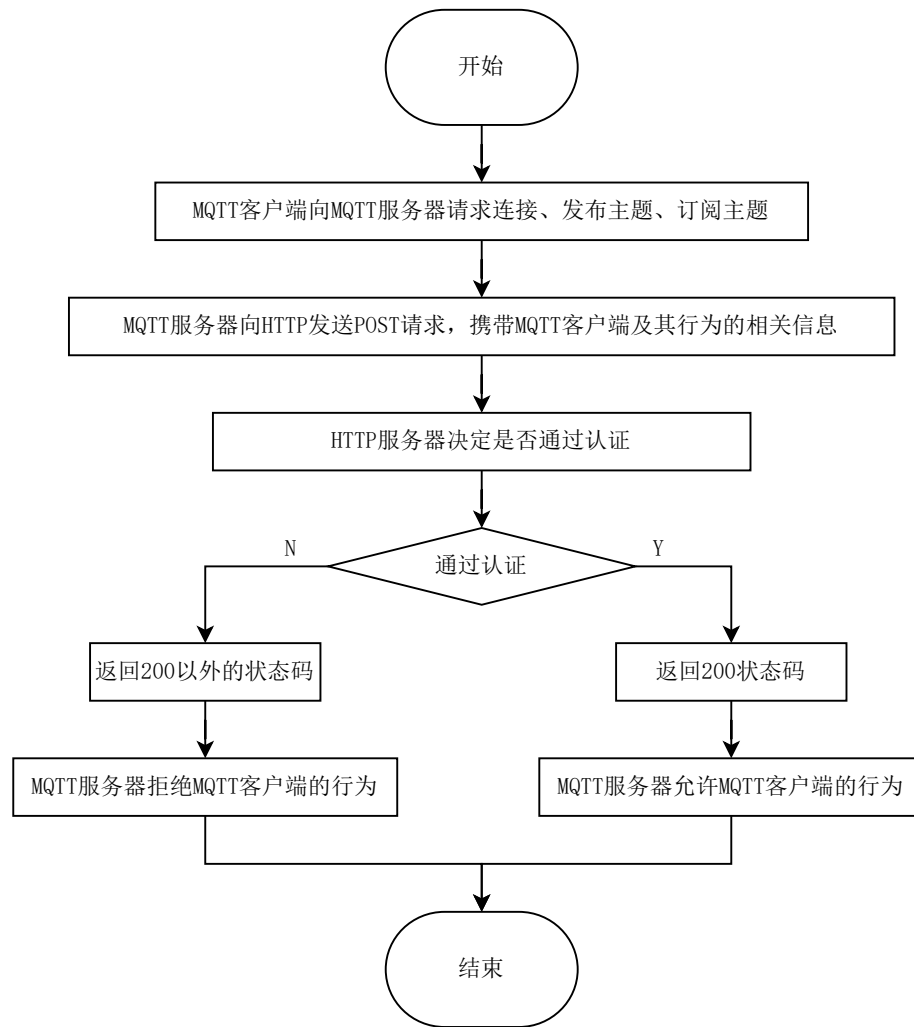 开始
MQTT客户端向MQTT服务器请求连接、发布主题、订阅主题
MQTT服务器向HTTP发送POST请求，携带MQTT客户端及其行为的相关信息
HTTP服务器决定是否通过认证
N
通过认证
Y
返回200以外的状态码
返回200状态码
MQTT服务器拒绝MQTT客户端的行为
MQTT服务器允许MQTT客户端的行为
结束